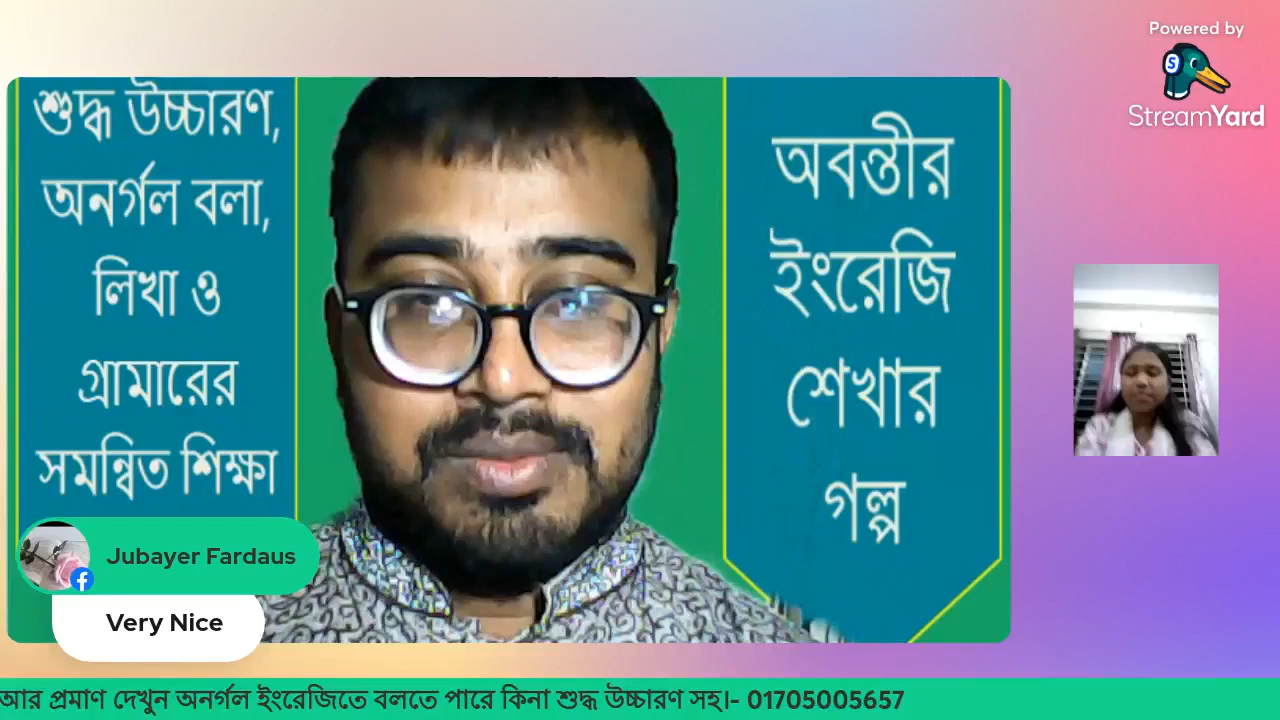 Powered by
StreamYard
শুদ্ধ উচ্চারণ,
অনর্গল বলা,
লিখা ও
গ্রামারের
সমন্বিত শিক্ষা
অবন্তীর
ইংরেজি
শেখার
গল্প
Jubayer Fardaus
Very Nice
আর প্রমাণ দেখুন অনর্গল ইংরেজিতে বলতে পারে কিনা শুদ্ধ উচ্চারণ সহ।- 01705005657